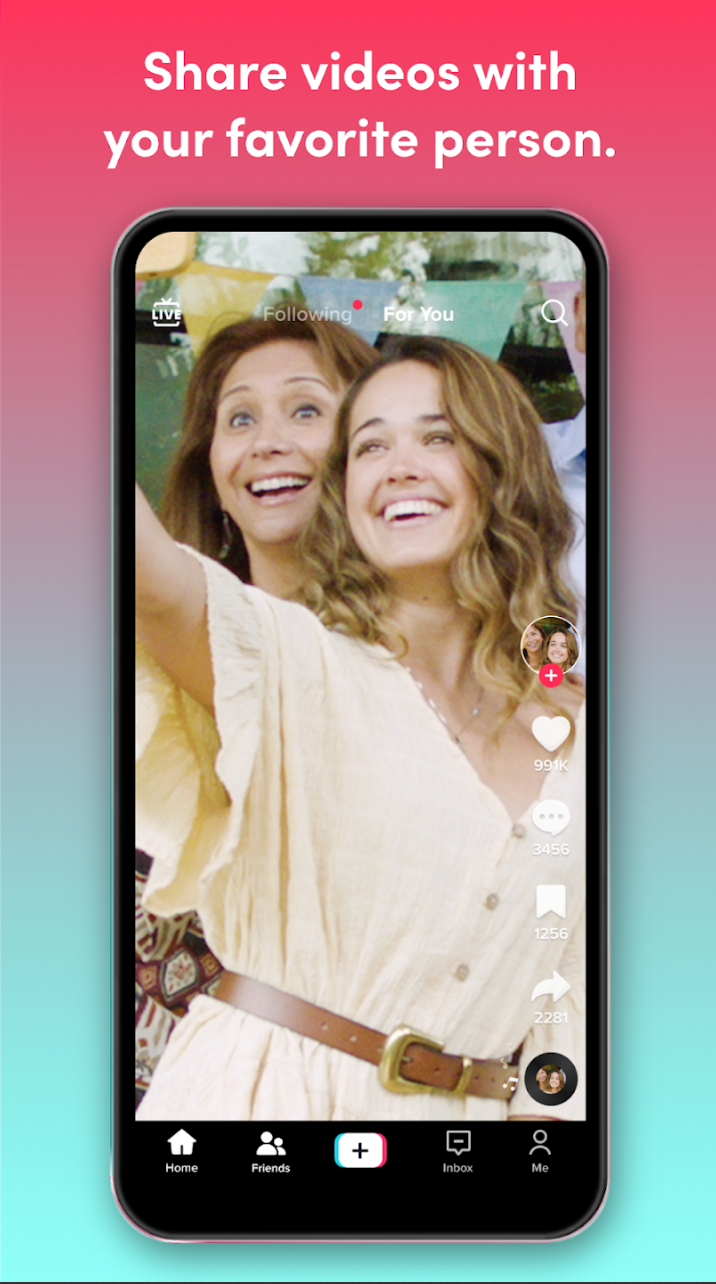 Share videos with
your favorite person.
LIVE
Following
For You
991K
3456
1256
2281
Home
Friends
Inbox
Me